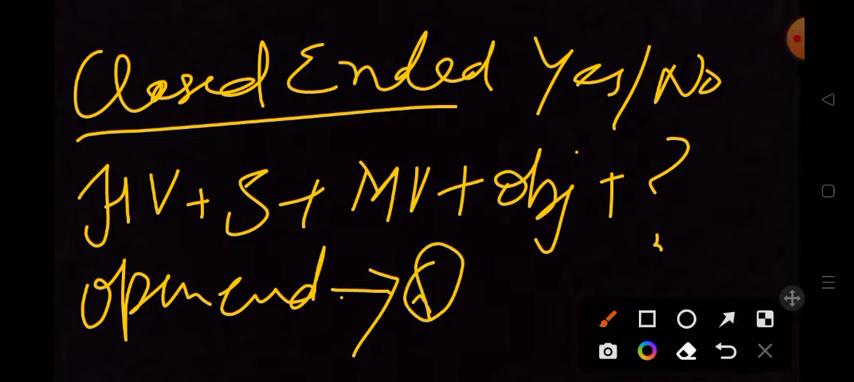 Closed Ended Yes/No
HV + S + MV + obj + ?
open end →